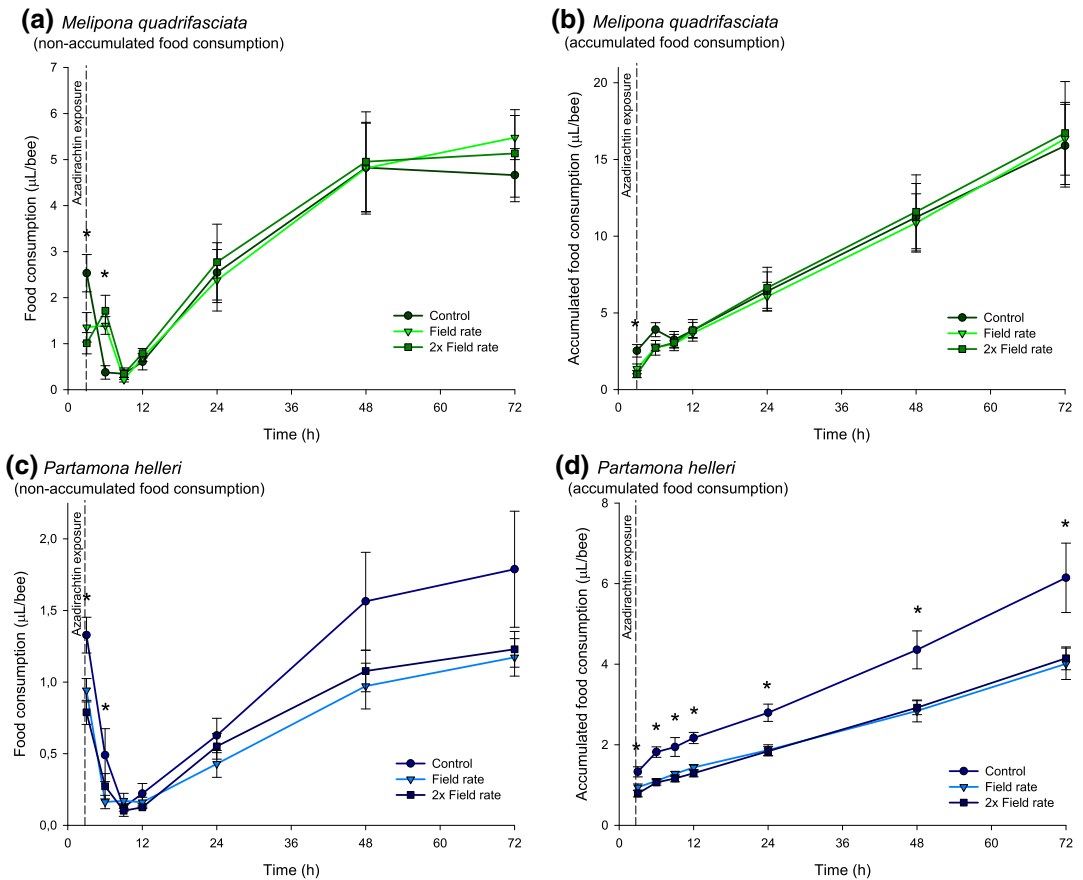 (a) Melipona quadrifasciata
(non-accumulated food consumption)
7
6
5
4
3
2
1
0
Food consumption (µL/bee)
Azadirachtin exposure
*
*
Control
Field rate
2x Field rate
0 12 24 36 48 60 72
Time (h)
(b) Melipona quadrifasciata
(accumulated food consumption)
20
15
10
5
0
Accumulated food consumption (µL/bee)
Azadirachtin exposure
*
Control
Field rate
2x Field rate
0 12 24 36 48 60 72
Time (h)
(c) Partamona helleri
(non-accumulated food consumption)
2,0
1,5
1,0
0,5
0,0
Food consumption (µL/bee)
Azadirachtin exposure
*
*
Control
Field rate
2x Field rate
0 12 24 36 48 60 72
Time (h)
(d) Partamona helleri
(accumulated food consumption)
8
6
4
2
0
Accumulated food consumption (µL/bee)
Azadirachtin exposure
* * * * * * *
Control
Field rate
2x Field rate
0 12 24 36 48 60 72
Time (h)